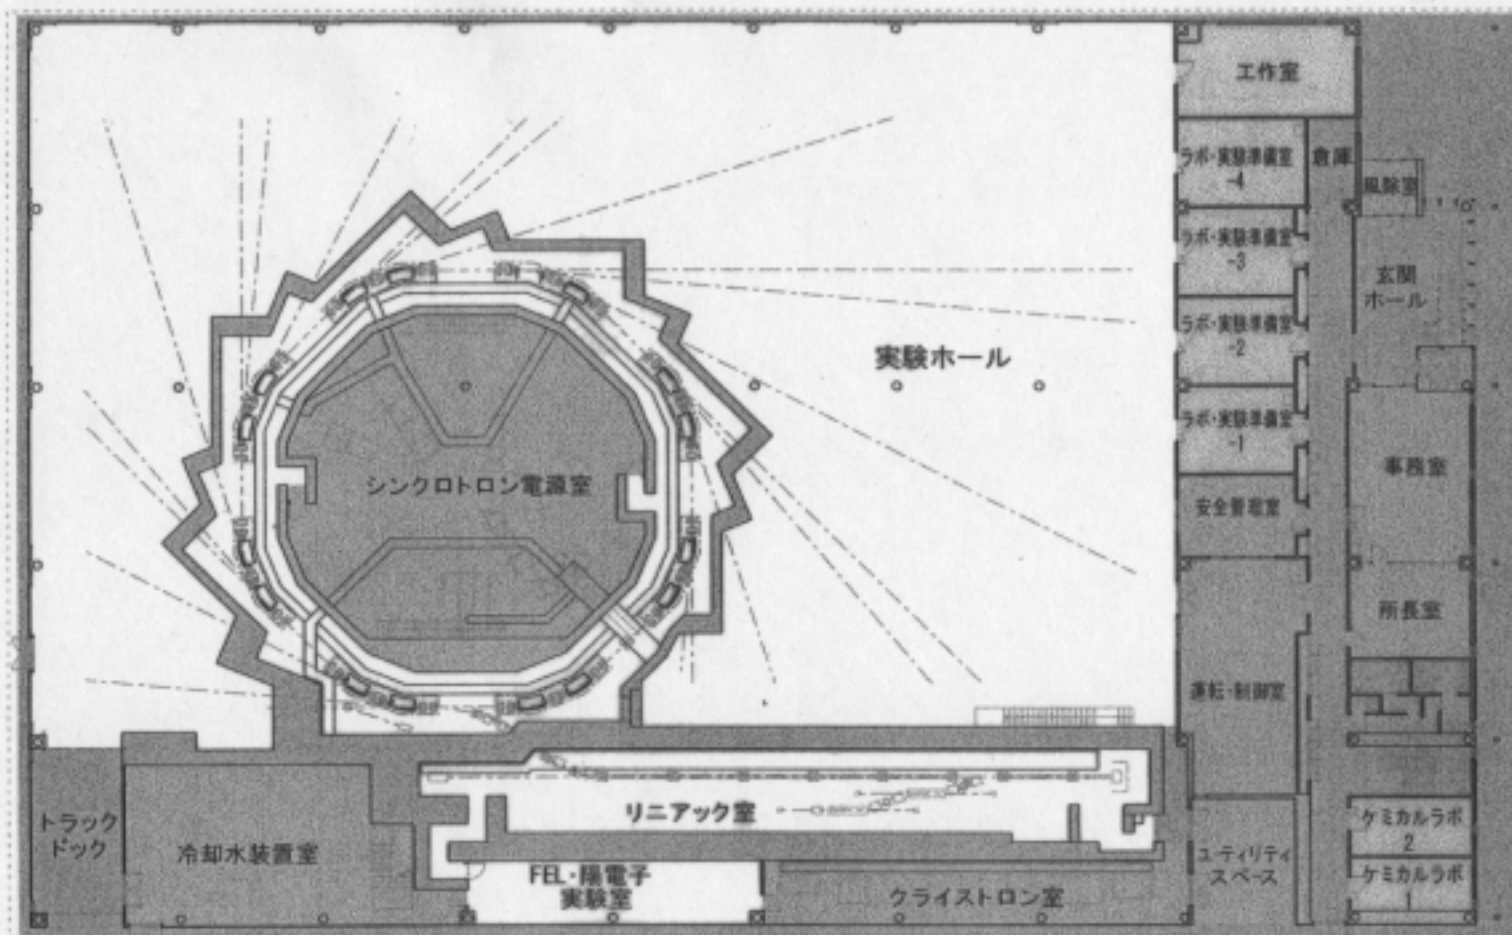 工作室
ラボ・実験準備室
-4
倉庫
風除室
ラボ・実験準備室
-3
玄関
ホール
ラボ・実験準備室
-2
実験ホール
ラボ・実験準備室
-1
事務室
シンクロトロン電源室
安全管理室
所長室
運転・制御室
リニアック室
トラック
ドック
冷却水装置室
FEL・陽電子
実験室
クライストロン室
ユーティリティ
スペース
ケミカルラボ
2
ケミカルラボ
1